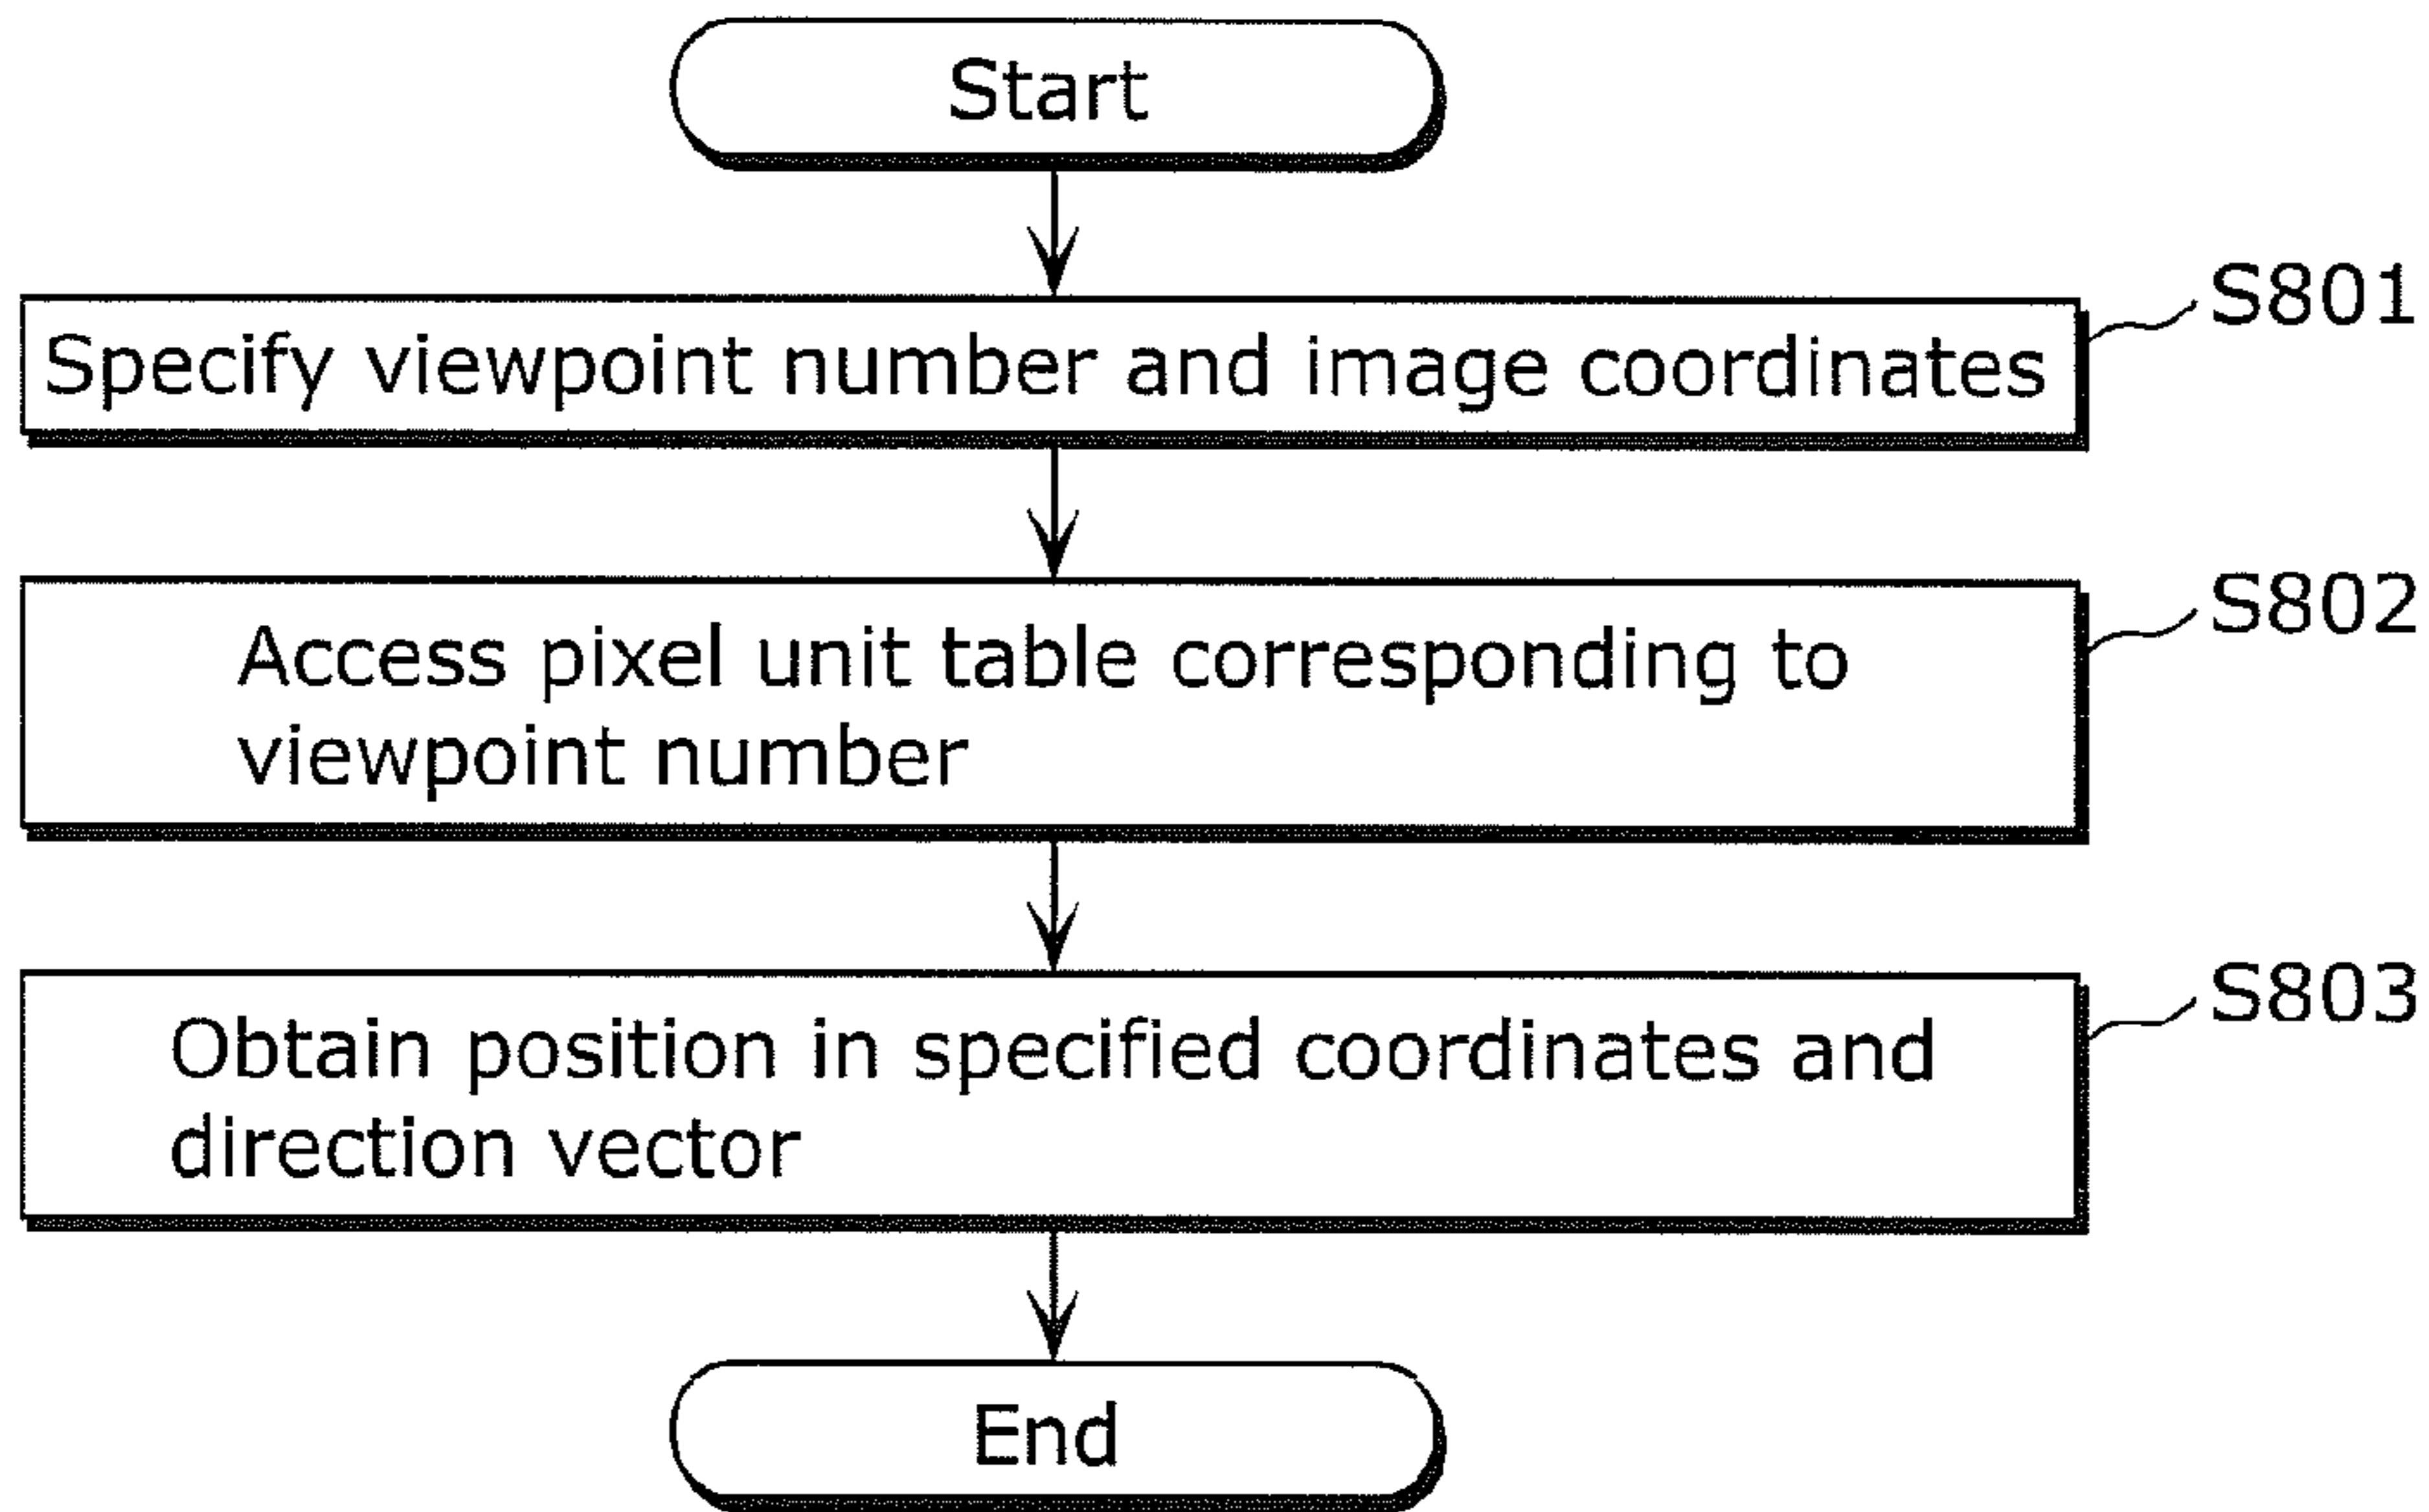 Start
S801
Specify viewpoint number and image coordinates
S802
Access pixel unit table corresponding to
viewpoint number
S803
Obtain position in specified coordinates and
direction vector
End